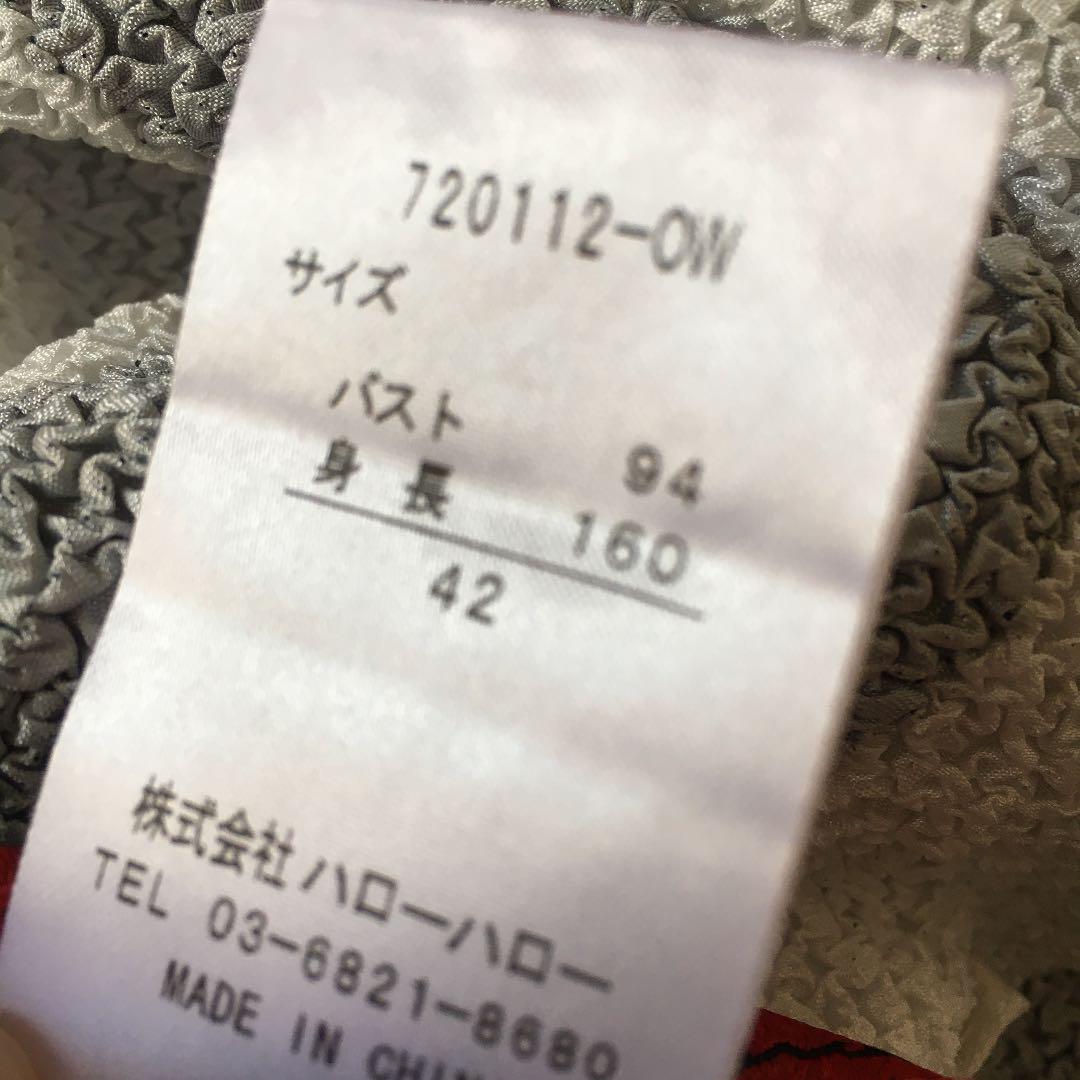 720112-OW
サイズ
バスト 94
身長 160
42
株式会社 ハローハロー
TEL 03-6821-8680
MADE IN